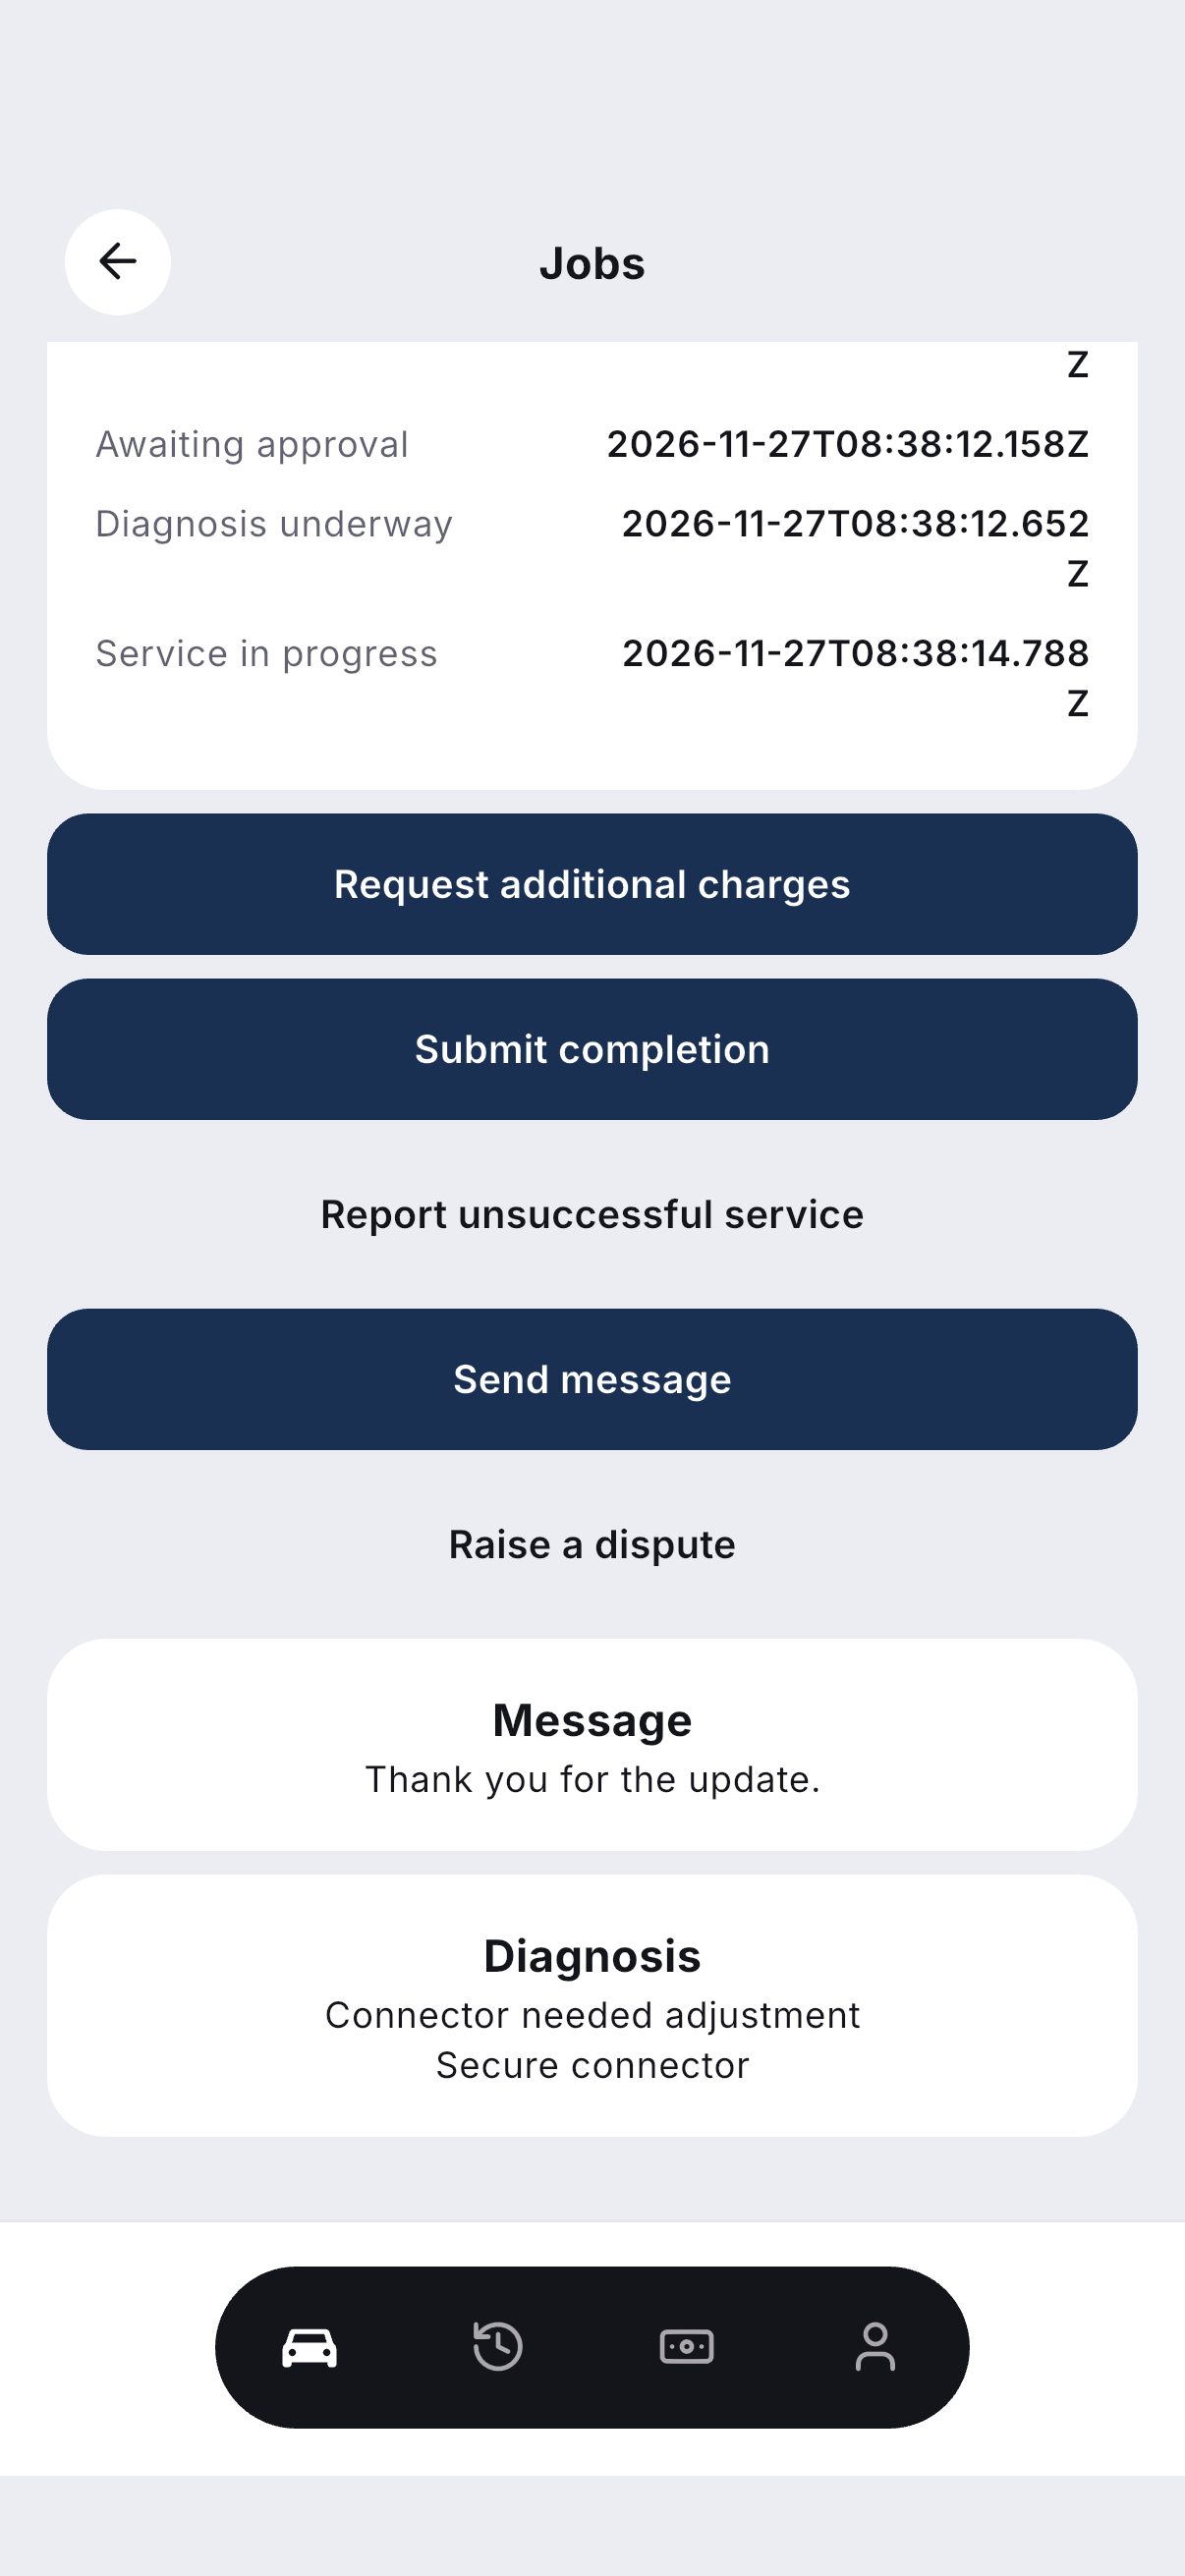 Jobs
Z
Awaiting approval 2026-11-27T08:38:12.158Z
Diagnosis underway 2026-11-27T08:38:12.652
Z
Service in progress 2026-11-27T08:38:14.788
Z
Request additional charges
Submit completion
Report unsuccessful service
Send message
Raise a dispute
Message
Thank you for the update.
Diagnosis
Connector needed adjustment
Secure connector